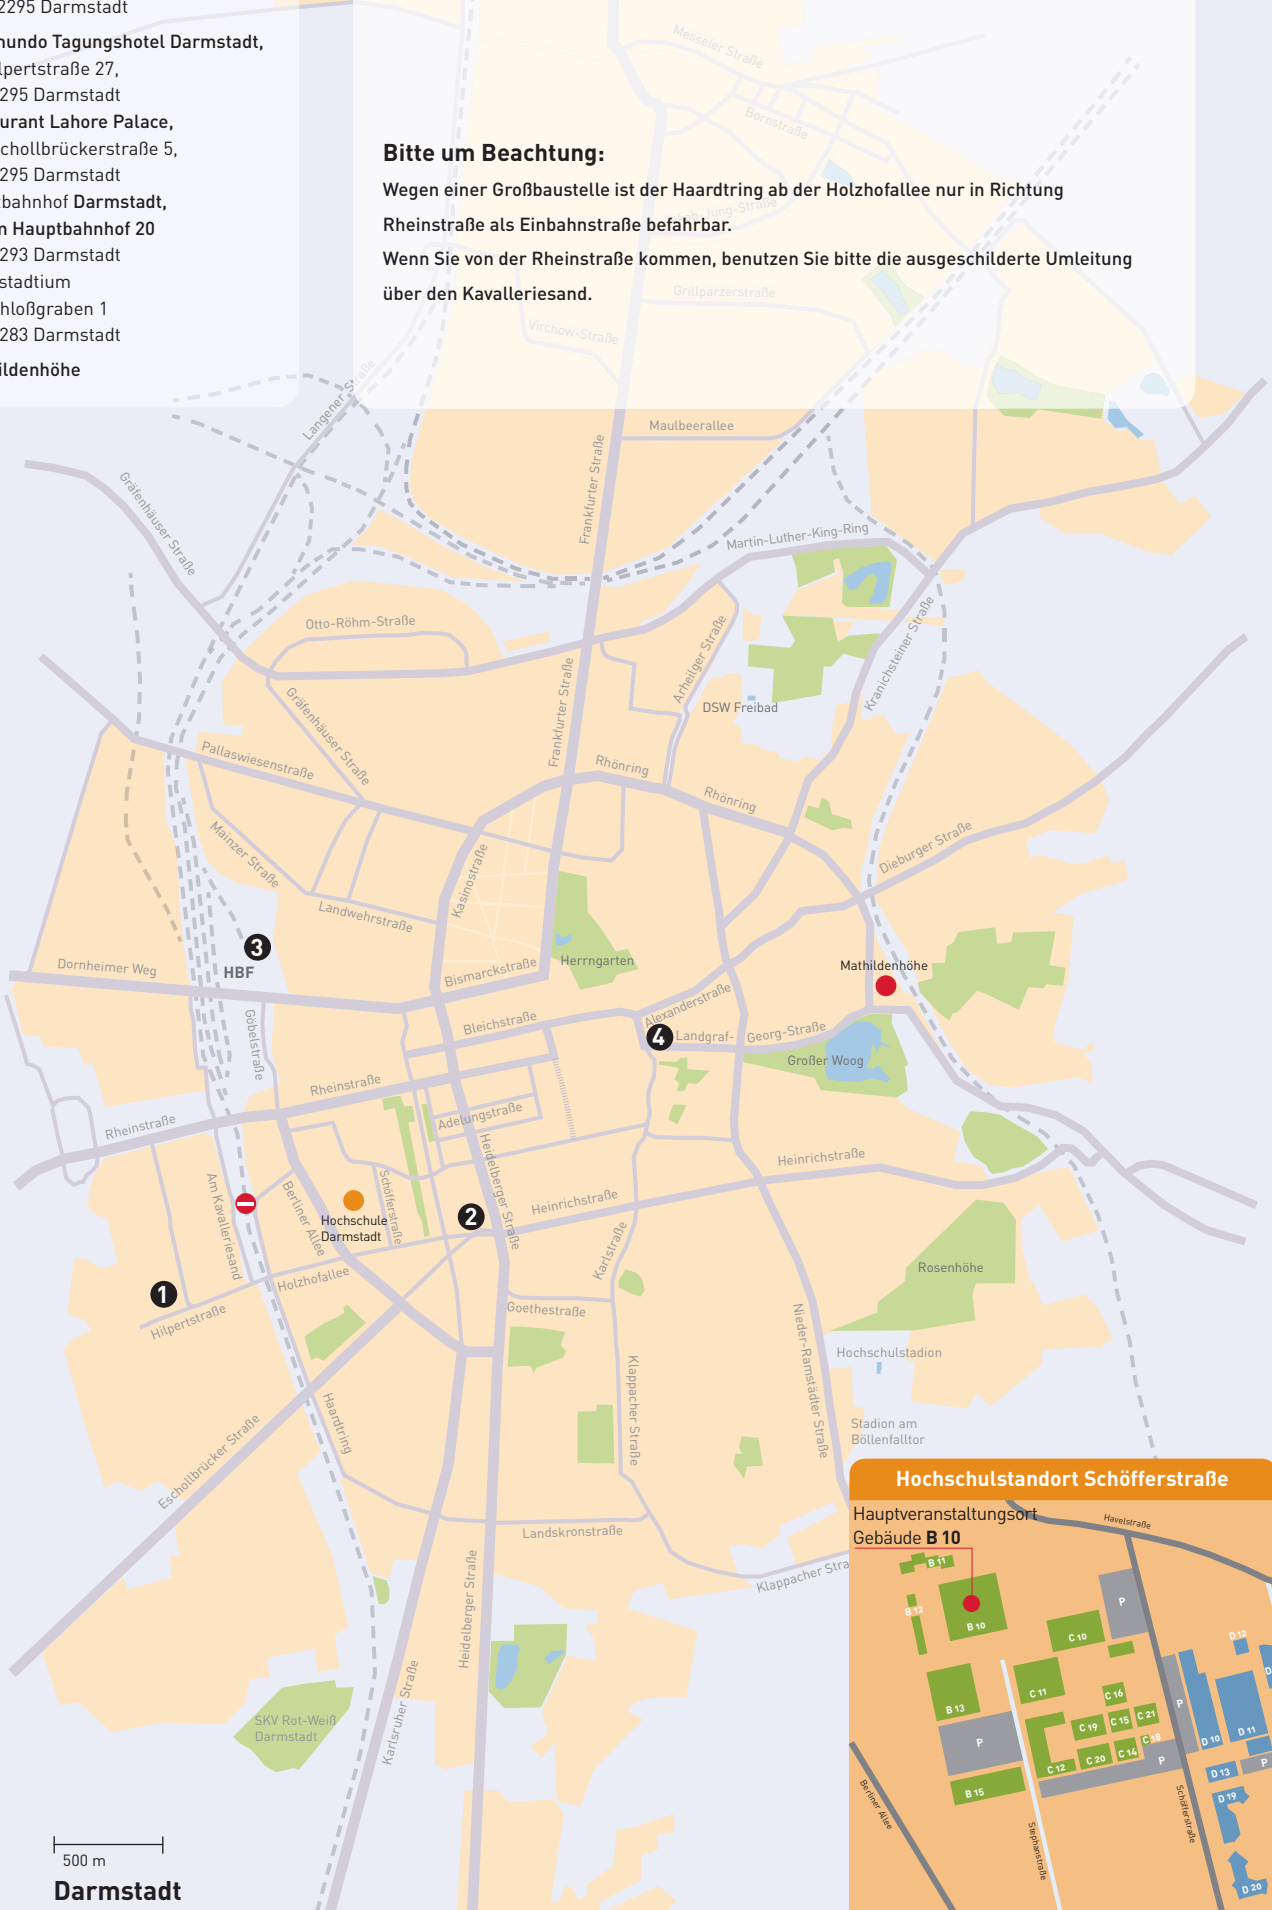 2295 Darmstadt
mundo Tagungshotel Darmstadt,
lpertstraße 27,
295 Darmstadt
urant Lahore Palace,
chollbrückerstraße 5,
295 Darmstadt
tbahnhof Darmstadt,
m Hauptbahnhof 20
293 Darmstadt
stadtium
hloßgraben 1
283 Darmstadt
ildenhöhe
Bitte um Beachtung:
Wegen einer Großbaustelle ist der Haardtring ab der Holzhofallee nur in Richtung
Rheinstraße als Einbahnstraße befahrbar.
Wenn Sie von der Rheinstraße kommen, benutzen Sie bitte die ausgeschilderte Umleitung
über den Kavalleriesand.
Messeler Straße
Bornstraße
-Jung-Straße
Grillparzerstraße
Virchow-Straße
Langener Straße
Maulbeerallee
Frankfurter Straße
Gräfenhäuser Straße
Martin-Luther-King-Ring
Otto-Röhm-Straße
Arheilger Straße
Kranichsteiner Straße
DSW Freibad
Gräfenhäuser Straße
Frankfurter Straße
Pallaswiesenstraße
Rhönring
Rhönring
Mainzer Straße
Kasinostraße
Dieburger Straße
Landwehrstraße
3
HBF
Dornheimer Weg
Bismarckstraße
Herrngarten
Mathildenhöhe
Göbelstraße
Bleichstraße
Alexanderstraße
4
Landgraf-
Georg-Straße
Großer Woog
Rheinstraße
Rheinstraße
Adelungstraße
Heidelberger Straße
Heinrichstraße
Am Kavalleriesand
Berliner Allee
Schöfferstraße
Hochschule
Darmstadt
2
Heinrichstraße
Karlstraße
Rosenhöhe
1
Holzhofallee
Hilpertstraße
Goethestraße
Nieder-Ramstädter Straße
Hochschulstadion
Klappacher Straße
Haardtring
Eschollbrücker Straße
Stadion am
Böllenfalltor
Landskronstraße
Klappacher Stra
Heidelberger Straße
Karlsruher Straße
SKV Rot-Weiß
Darmstadt
500 m
Darmstadt
Hochschulstandort Schöfferstraße
Hauptveranstaltungsort
Gebäude B 10
Havelstraße
B 11
B 12
B 10
P
C 10
D 12
D
B 13
C 11
C 16
P
C 19
C 15
C 21
D 10
D 11
P
C 18
C 12
C 20
C 14
P
P
D 13
B 15
D 19
Berliner Allee
Stephanstraße
Schöfferstraße
D 20